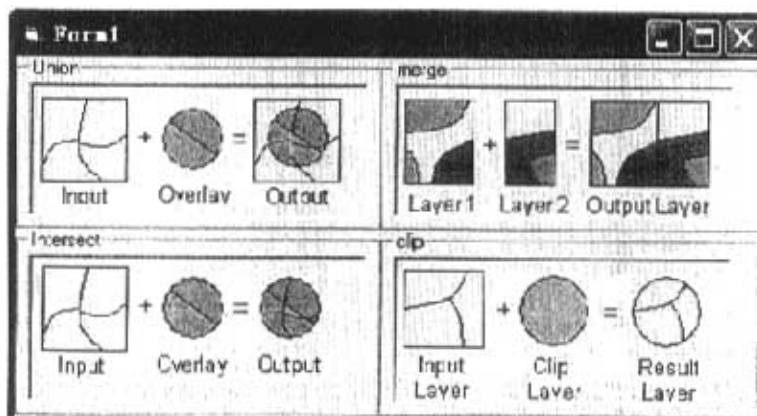 Form1
Union
+ =
Input Overlay Output
merge
+ =
Layer1 Layer2 Output Layer
Intersect
+ =
Input Overlay Output
clip
+ =
Input Clip Result
Layer Layer Layer